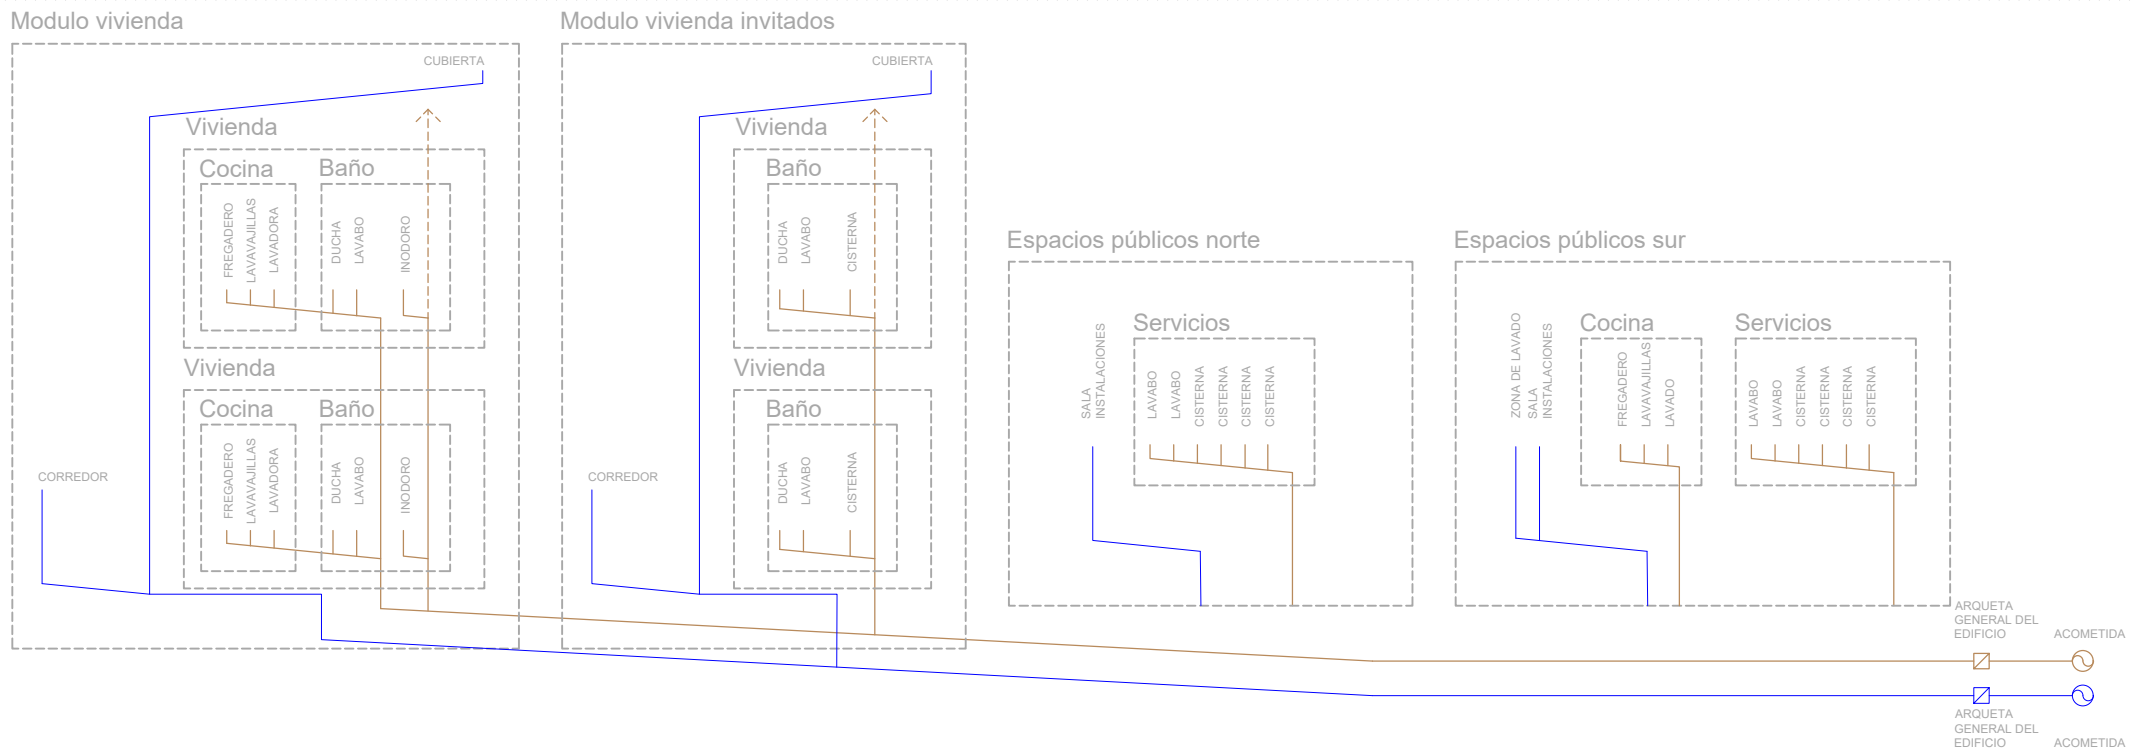 Modulo vivienda
CUBIERTA
Vivienda
Cocina
Baño
FREGADERO
LAVAVAJILLAS
LAVADORA
DUCHA
LAVABO
INODORO
Vivienda
Cocina
Baño
FREGADERO
LAVAVAJILLAS
LAVADORA
DUCHA
LAVABO
INODORO
CORREDOR
Modulo vivienda invitados
CUBIERTA
Vivienda
Baño
DUCHA
LAVABO
CISTERNA
Vivienda
Baño
DUCHA
LAVABO
CISTERNA
CORREDOR
Espacios públicos norte
SALA
INSTALACIONES
Servicios
LAVABO
LAVABO
CISTERNA
CISTERNA
CISTERNA
CISTERNA
Espacios públicos sur
ZONA DE LAVADO
SALA
INSTALACIONES
Cocina
FREGADERO
LAVAVAJILLAS
LAVADO
Servicios
LAVABO
LAVABO
CISTERNA
CISTERNA
CISTERNA
CISTERNA
ARQUETA
GENERAL DEL
EDIFICIO
ACOMETIDA
ARQUETA
GENERAL DEL
EDIFICIO
ACOMETIDA